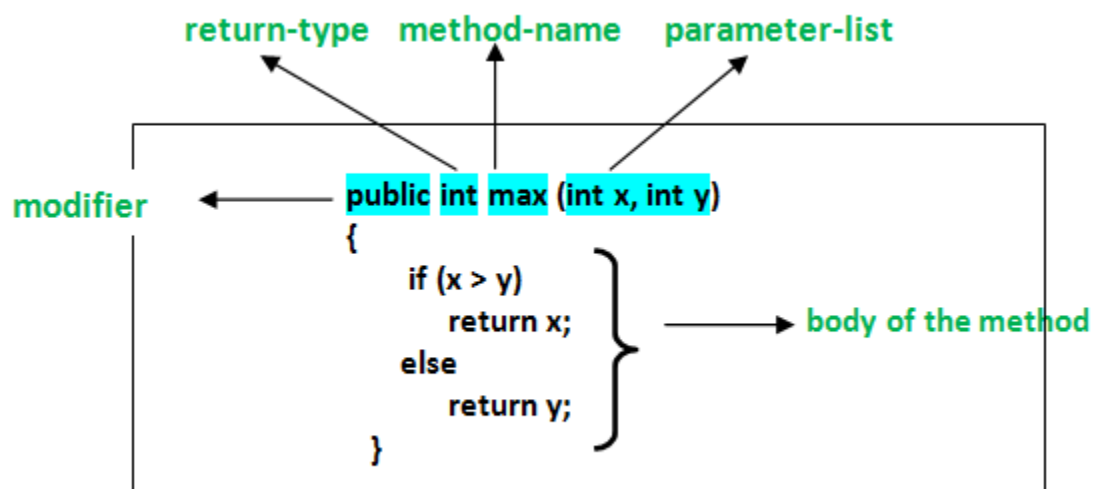 return-type method-name parameter-list
modifier
public int max (int x, int y)
{
if (x > y)
return x;
else
return y;
}
body of the method